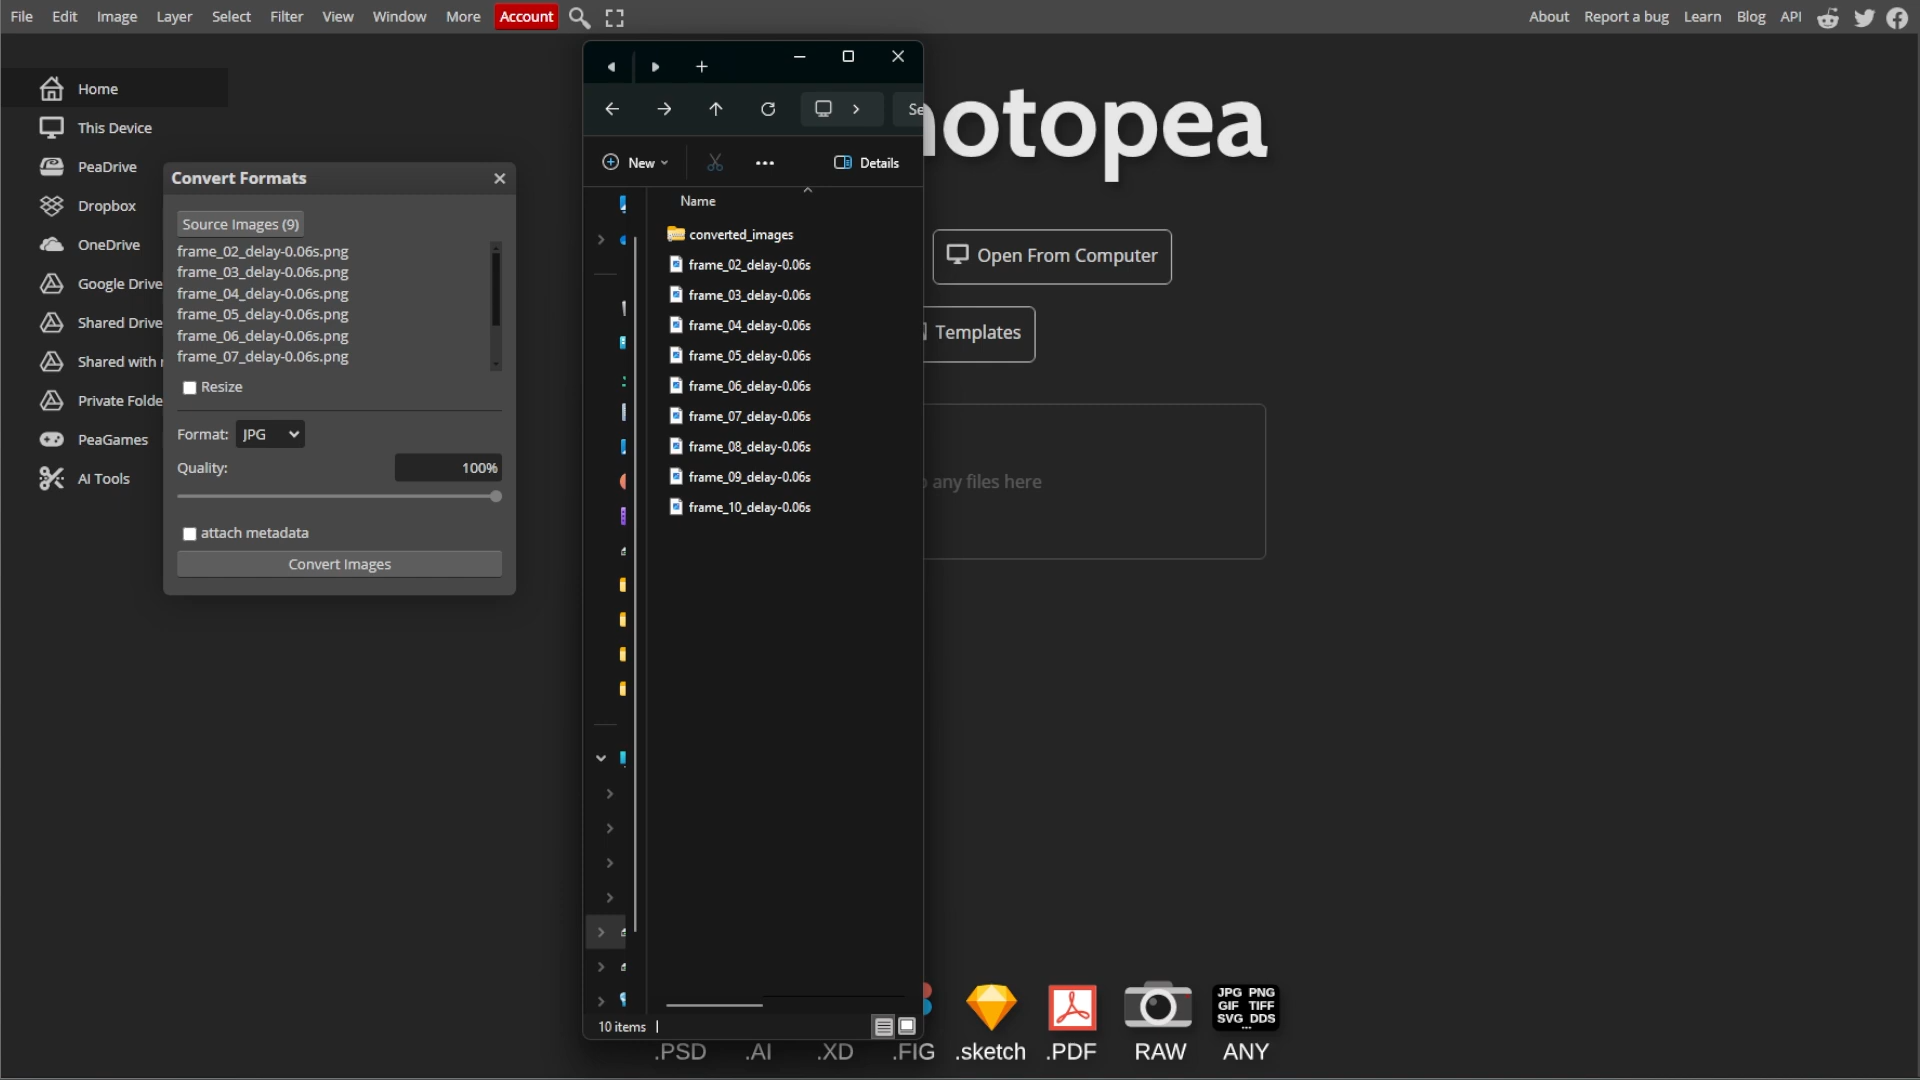 File Edit Image Layer Select Filter View Window More Account
About Report a bug Learn Blog API
Home
This Device
PeaDrive
Dropbox
OneDrive
Google Drive
Shared Drive
Shared with
Private Folde
PeaGames
AI Tools
Convert Formats
Source Images (9)
frame_02_delay-0.06s.png
frame_03_delay-0.06s.png
frame_04_delay-0.06s.png
frame_05_delay-0.06s.png
frame_06_delay-0.06s.png
frame_07_delay-0.06s.png
Resize
Format: JPG
Quality: 100%
attach metadata
Convert Images
Se
New
Details
Name
converted_images
frame_02_delay-0.06s
frame_03_delay-0.06s
frame_04_delay-0.06s
frame_05_delay-0.06s
frame_06_delay-0.06s
frame_07_delay-0.06s
frame_08_delay-0.06s
frame_09_delay-0.06s
frame_10_delay-0.06s
10 items
otopea
Open From Computer
Templates
any files here
JPG PNG
GIF TIFF
SVG DDS
.PSD .AI .XD .FIG .sketch .PDF RAW ANY